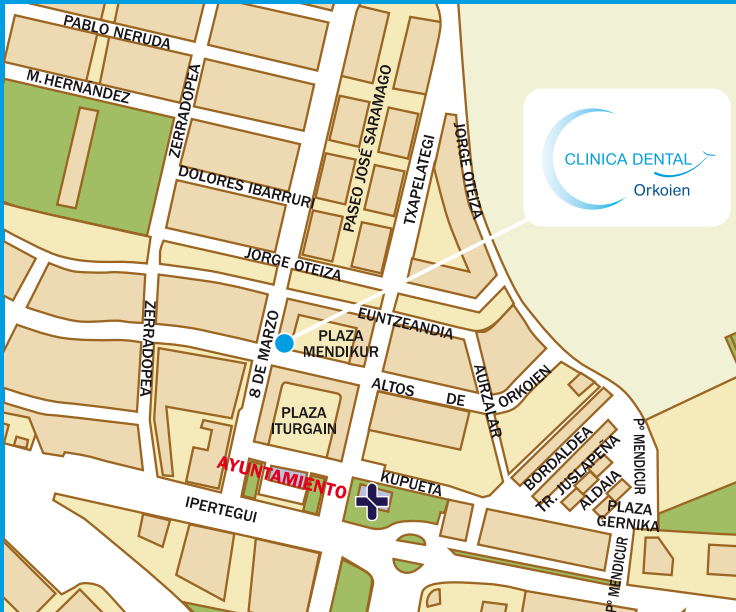 PABLO NERUDA
M.HERNANDEZ
ZERRADOPEA
DOLORES IBARRURI
PASEO JOSÉ SARAMAGO
TXAPELATEGI
JORGE OTEIZA
CLINICA DENTAL
Orkoien
JORGE OTEIZA
ZERRADOPEA
8 DE MARZO
EUNTZEANDIA
PLAZA
MENDIKUR
ALTOS DE ORKOIEN
AURZALAR
PLAZA
ITURGAIN
AYUNTAMIENTO
KUPUETA
IPERTEGUI
BORDALDEA
TR. JUSLAPEÑA
ALDAIA
Pº MENDICUR
PLAZA
GERNIKA
Pº MENDICUR